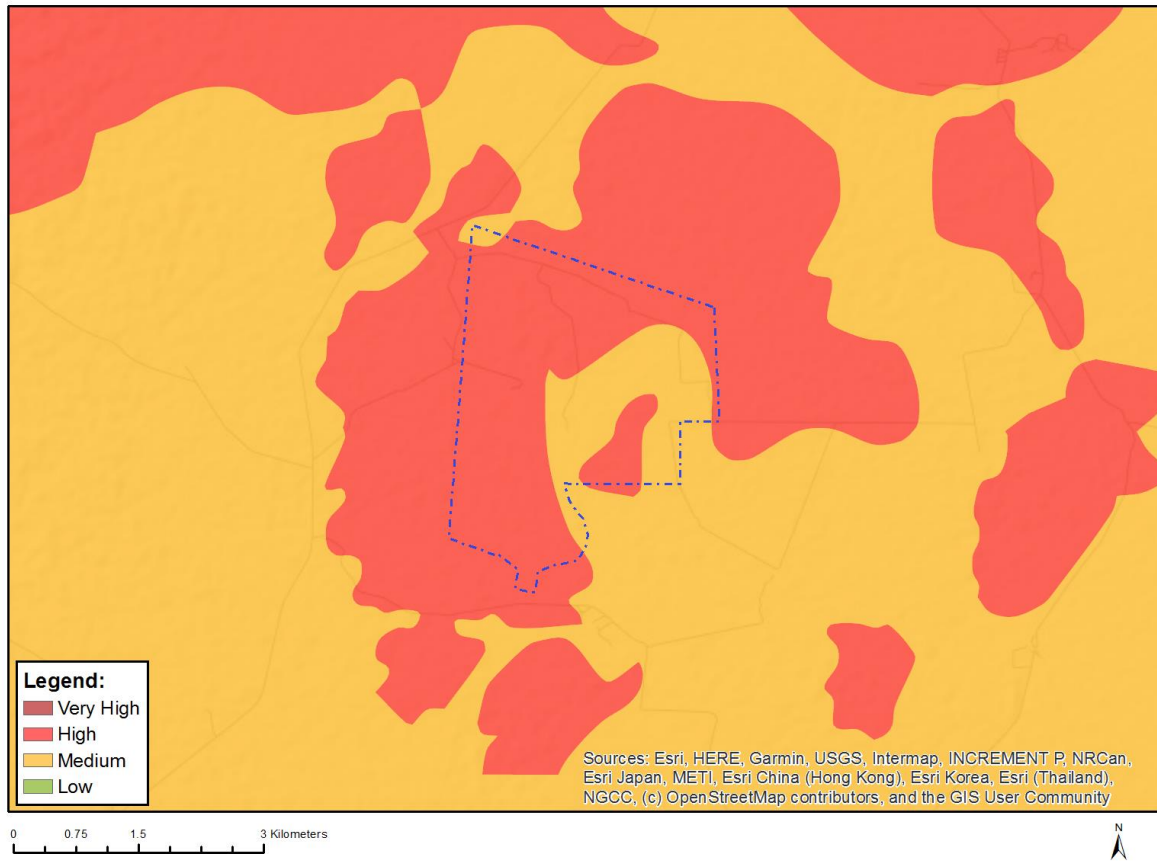 Legend:
Very High
High
Medium
Low
Sources: Esri, HERE, Garmin, USGS, Intermap, INCREMENT P, NRCan,
Esri Japan, METI, Esri China (Hong Kong), Esri Korea, Esri (Thailand),
NGCC, (c) OpenStreetMap contributors, and the GIS User Community
0 0.75 1.5 3 Kilometers
N